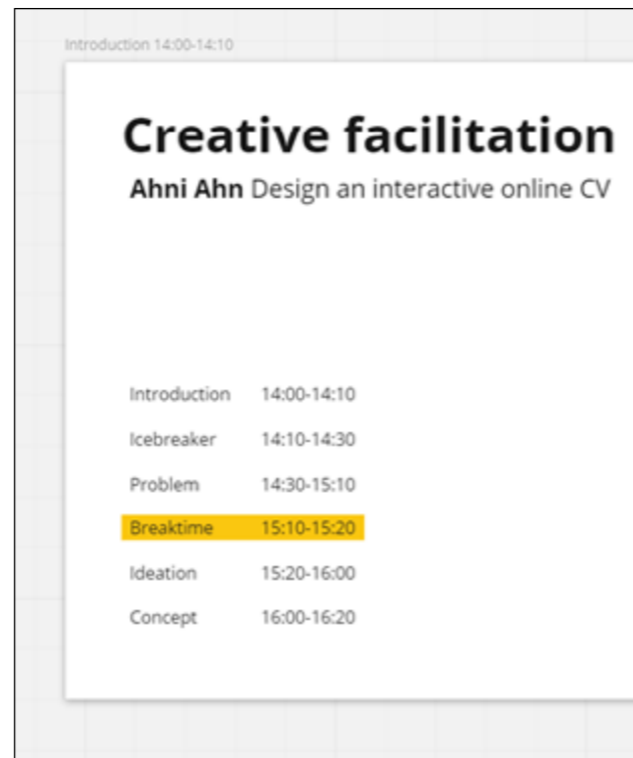 Introduction 14:00-14:10
Creative facilitation
Ahni Ahn Design an interactive online CV
Introduction 14:00-14:10
Icebreaker 14:10-14:30
Problem 14:30-15:10
Breaktime 15:10-15:20
Ideation 15:20-16:00
Concept 16:00-16:20